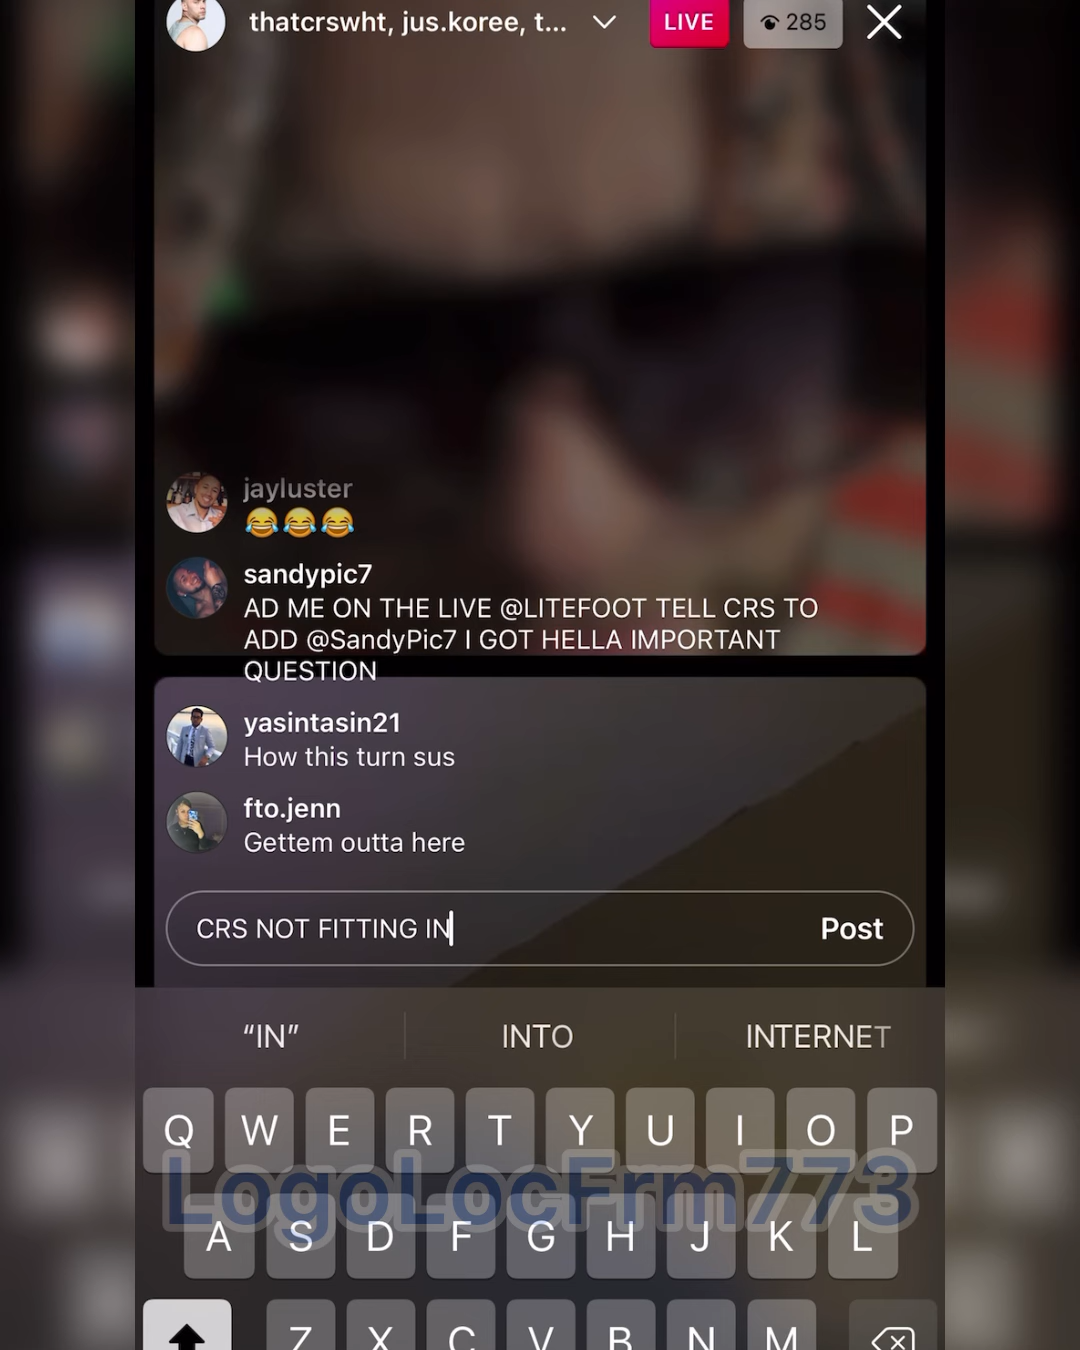 thatcrswht, jus.koree, t...
LIVE
285
jayluster
😂😂😂
sandypic7
AD ME ON THE LIVE @LITEFOOT TELL CRS TO
ADD @SandyPic7 I GOT HELLA IMPORTANT
QUESTION
yasintasin21
How this turn sus
fto.jenn
Gettem outta here
CRS NOT FITTING IN
Post
“IN” INTO INTERNET
Q W E R T Y U I O P
LogoLocFrm773
A S D F G H J K L
Z X C V B N M